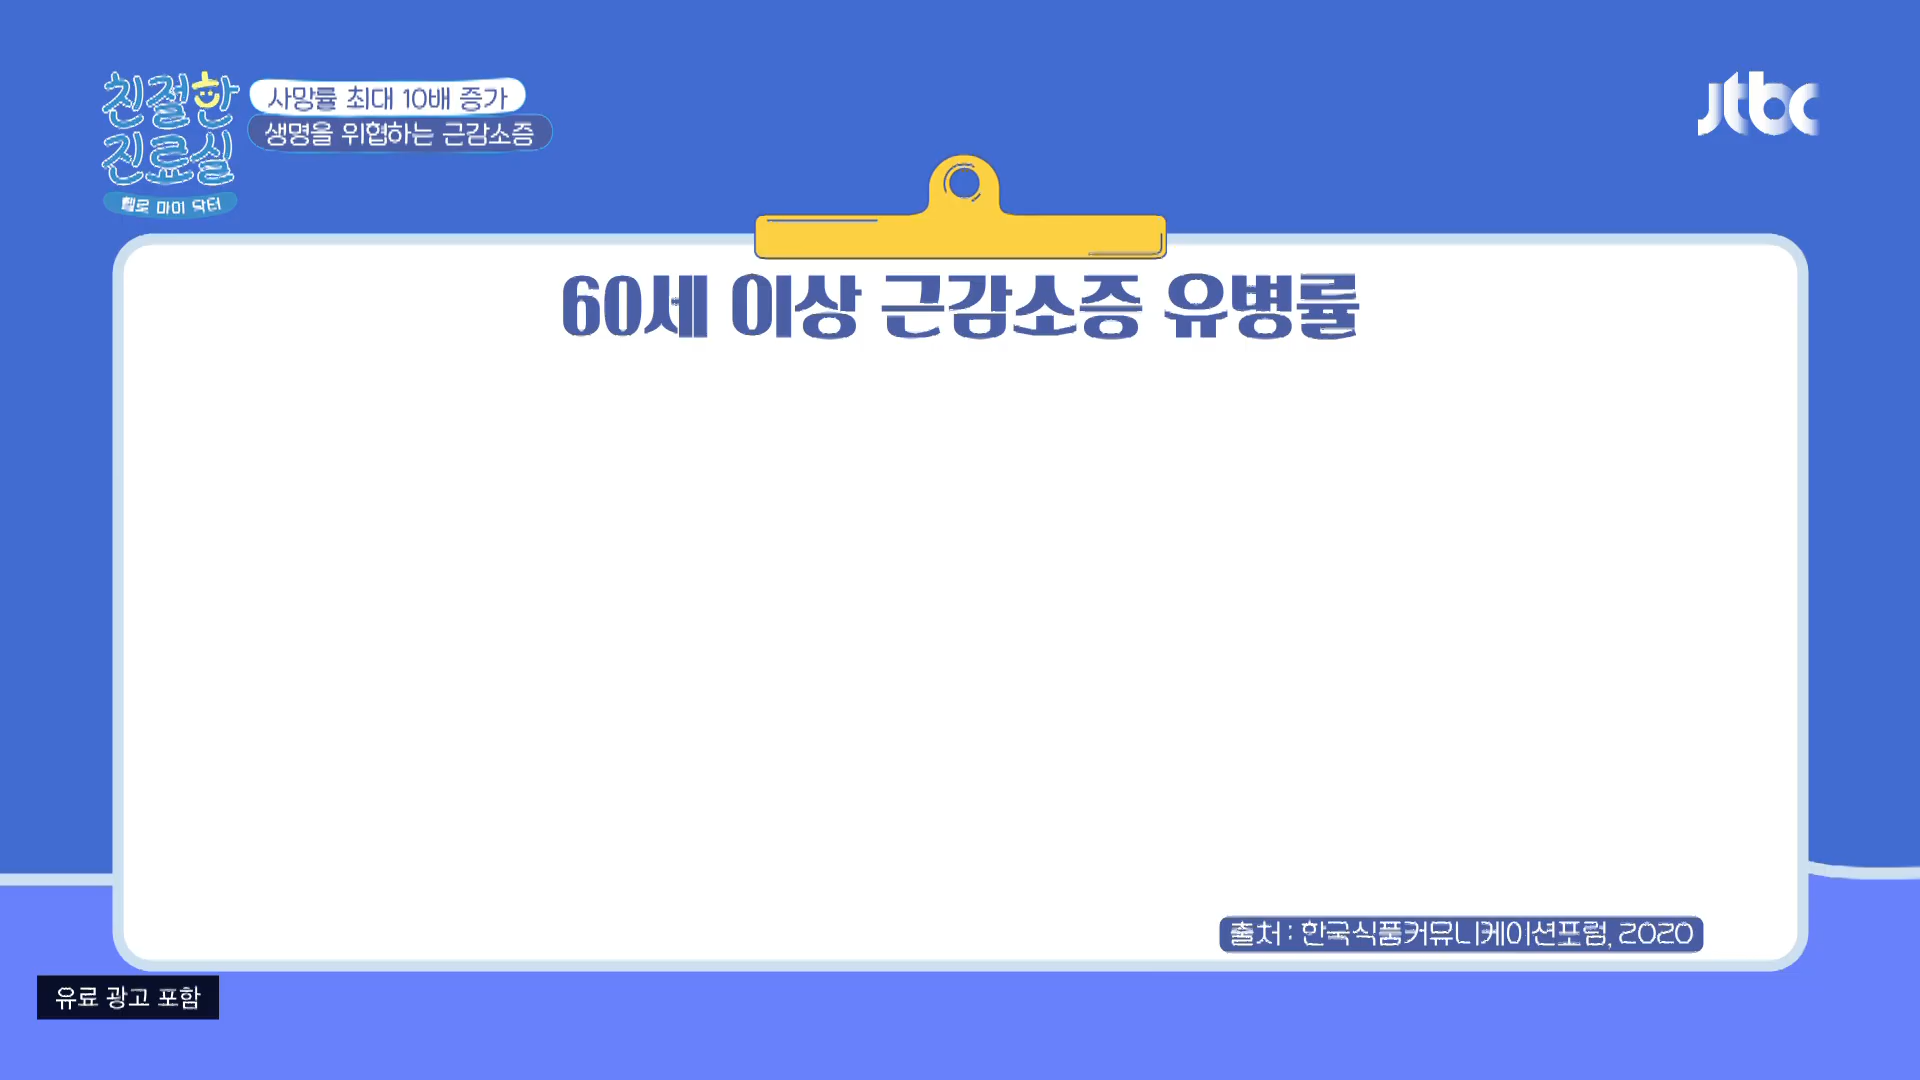 친절한
진료실
헬로 마이 닥터
사망률 최대 10배 증가
생명을 위협하는 근감소증
jtbc
60세 이상 근감소증 유병률
출처 : 한국식품커뮤니케이션포럼, 2020
유료 광고 포함